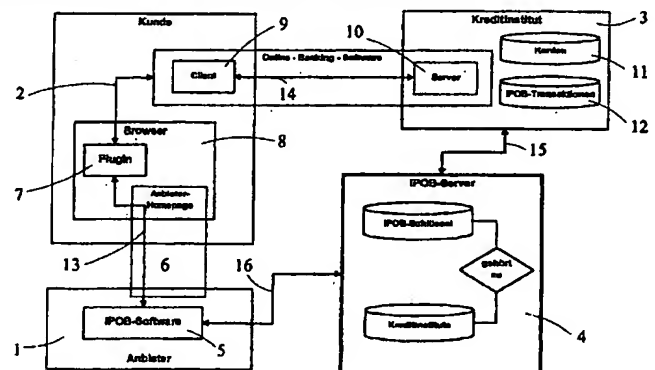 Kunde
9
10
Kreditinstitut
3
Online - Banking - Software
Client
Server
Konten
11
2
14
IPOB-Transaktionen
12
Browser
8
PlugIn
7
15
Anbieter-
Homepage
IPOB-Server
IPOB-Schlüssel
13
6
16
gehört
zu
IPOB-Software
Kreditinstitute
1
5
4
Anbieter